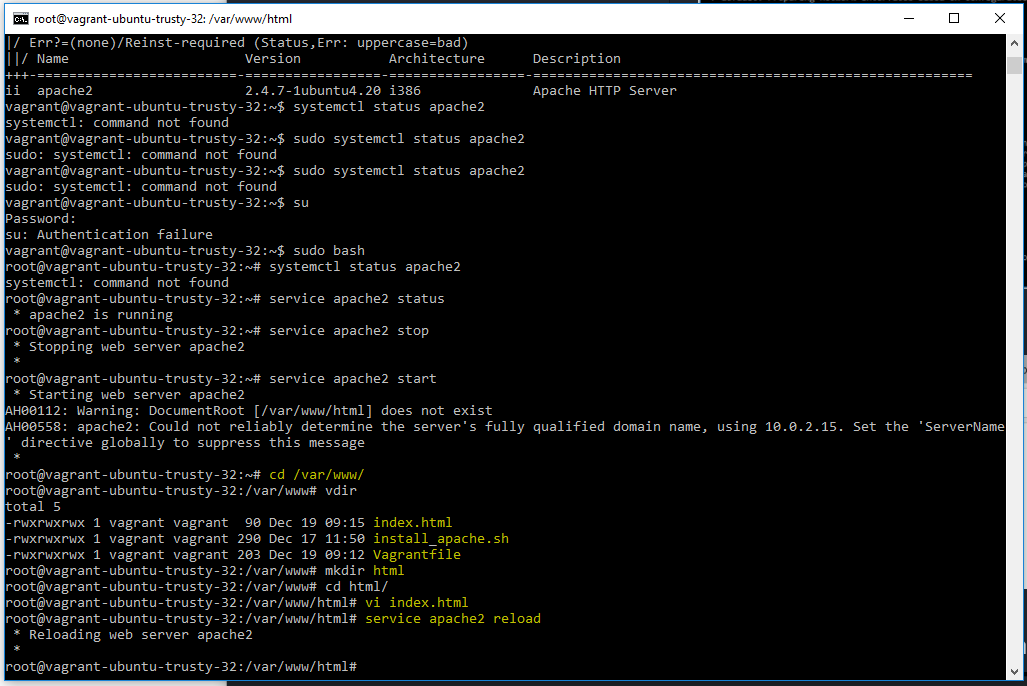 root@vagrant-ubuntu-trusty-32: /var/www/html
|/ Err?=(none)/Reinst-required (Status,Err: uppercase=bad)
||/ Name                      Version           Architecture      Description
+++-=========================-=================-=================-=======================================================
ii  apache2                   2.4.7-1ubuntu4.20 i386              Apache HTTP Server
vagrant@vagrant-ubuntu-trusty-32:~$ systemctl status apache2
systemctl: command not found
vagrant@vagrant-ubuntu-trusty-32:~$ sudo systemctl status apache2
sudo: systemctl: command not found
vagrant@vagrant-ubuntu-trusty-32:~$ sudo systemctl status apache2
sudo: systemctl: command not found
vagrant@vagrant-ubuntu-trusty-32:~$ su
Password:
su: Authentication failure
vagrant@vagrant-ubuntu-trusty-32:~$ sudo bash
root@vagrant-ubuntu-trusty-32:~# systemctl status apache2
systemctl: command not found
root@vagrant-ubuntu-trusty-32:~# service apache2 status
 * apache2 is running
root@vagrant-ubuntu-trusty-32:~# service apache2 stop
 * Stopping web server apache2
 *
root@vagrant-ubuntu-trusty-32:~# service apache2 start
 * Starting web server apache2
AH00112: Warning: DocumentRoot [/var/www/html] does not exist
AH00558: apache2: Could not reliably determine the server's fully qualified domain name, using 10.0.2.15. Set the 'ServerName
' directive globally to suppress this message
 *
root@vagrant-ubuntu-trusty-32:~# cd /var/www/
root@vagrant-ubuntu-trusty-32:/var/www# vdir
total 5
-rwxrwxrwx 1 vagrant vagrant  90 Dec 19 09:15 index.html
-rwxrwxrwx 1 vagrant vagrant 290 Dec 17 11:50 install_apache.sh
-rwxrwxrwx 1 vagrant vagrant 203 Dec 19 09:12 Vagrantfile
root@vagrant-ubuntu-trusty-32:/var/www# mkdir html
root@vagrant-ubuntu-trusty-32:/var/www# cd html/
root@vagrant-ubuntu-trusty-32:/var/www/html# vi index.html
root@vagrant-ubuntu-trusty-32:/var/www/html# service apache2 reload
 * Reloading web server apache2
 *
root@vagrant-ubuntu-trusty-32:/var/www/html#